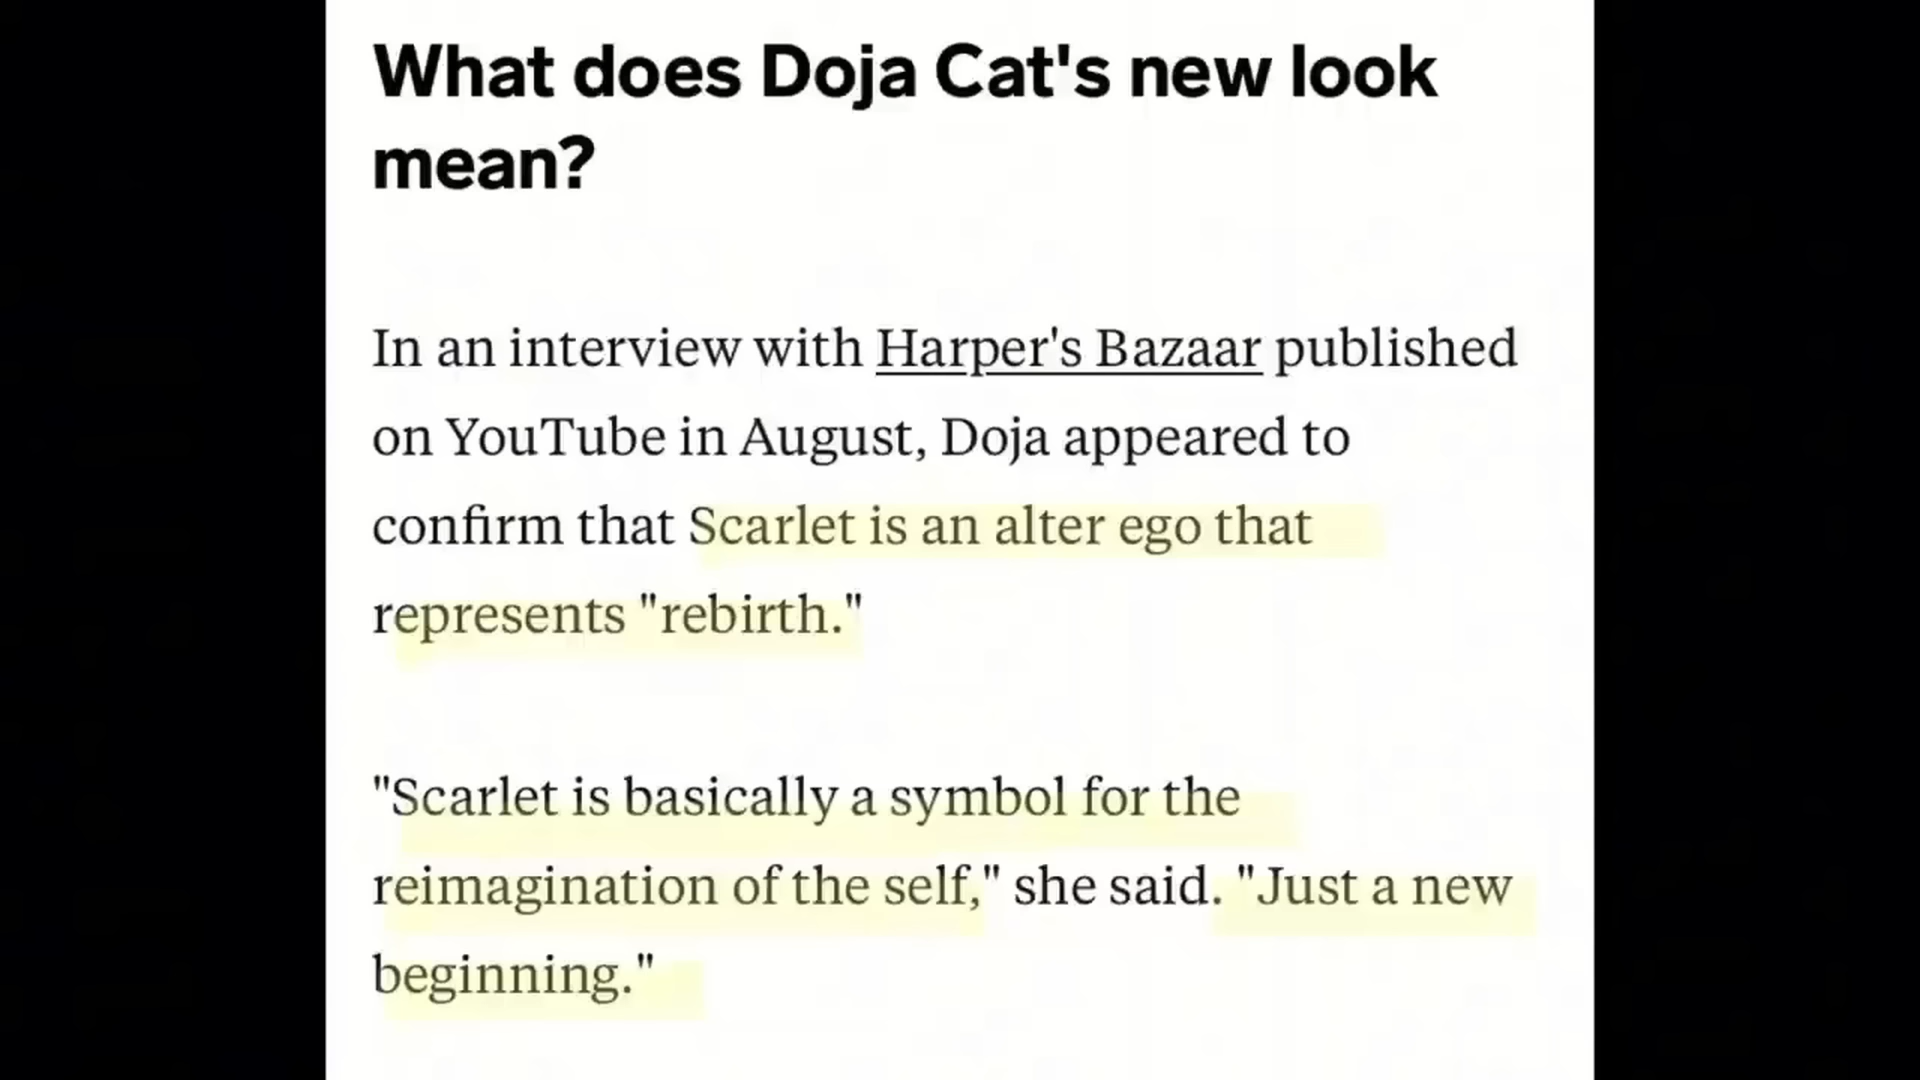 What does Doja Cat's new look
mean?
In an interview with Harper's Bazaar published
on YouTube in August, Doja appeared to
confirm that Scarlet is an alter ego that
represents "rebirth."
"Scarlet is basically a symbol for the
reimagination of the self," she said. "Just a new
beginning."